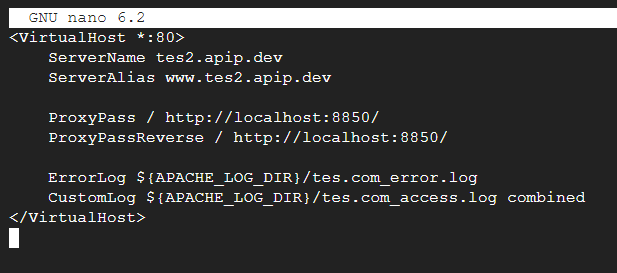 GNU nano 6.2
<VirtualHost *:80>
ServerName tes2.apip.dev
ServerAlias www.tes2.apip.dev
ProxyPass / http://localhost:8850/
ProxyPassReverse / http://localhost:8850/
ErrorLog ${APACHE_LOG_DIR}/tes.com_error.log
CustomLog ${APACHE_LOG_DIR}/tes.com_access.log combined
</VirtualHost>